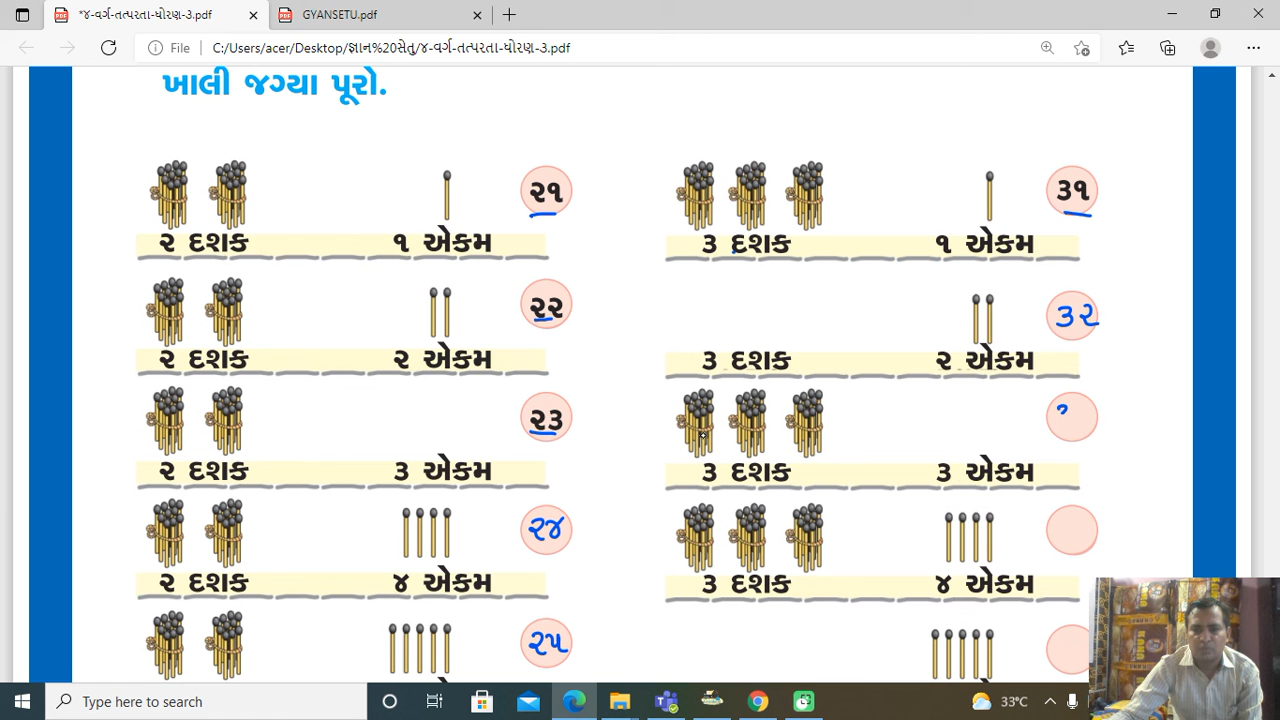 *૪-વર્ગ-તત્પરતા-ધોરણ-3.pdf
GYANSETU.pdf
File
C:/Users/acer/Desktop/જ્ઞાન%20સેતુ/૪-વર્ગ-તત્પરતા-ધોરણ-3.pdf
ખાલી જગ્યા પૂરો.
૨૧
૨ દશક ૧ એકમ
૩૧
૩ દશક ૧ એકમ
૨૨
૨ દશક ૨ એકમ
૩૨
૩ દશક ૨ એકમ
૨૩
૨ દશક ૩ એકમ
૩ દશક ૩ એકમ
૨૪
૨ દશક ૪ એકમ
૩ દશક ૪ એકમ
૨૫
Type here to search
33°C